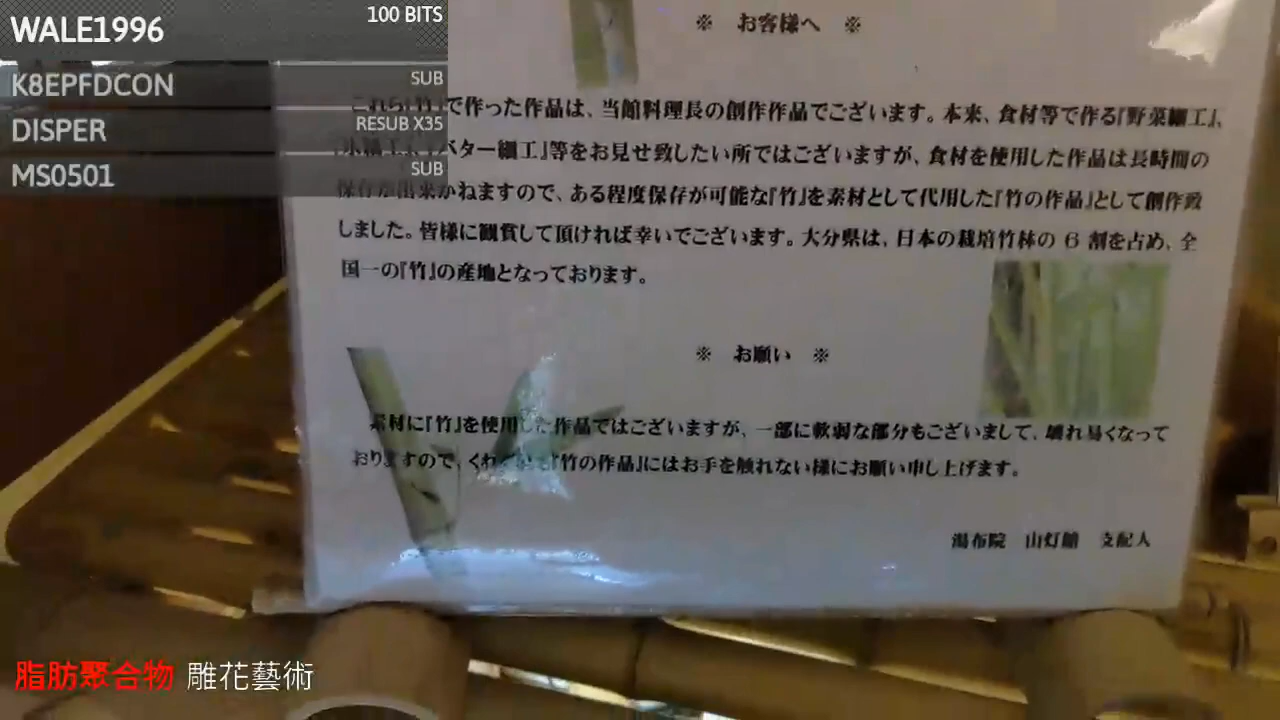 WALE1996 100 BITS
K8EPFDCON SUB
DISPER RESUB X35
MS0501 SUB
※ お客様へ ※
で作った作品は、当館料理長の創作作品でございます。本来、食材等で作る『野菜細工』、
バター細工』等をお見せ致したい所ではございますが、食材を使用した作品は長時間の
保存が出来かねますので、ある程度保存が可能な『竹』を素材として代用した『竹の作品』として創作致
しました。皆様に観賞して頂ければ幸いでございます。大分県は、日本の栽培竹林の 6 割を占め、全
国一の『竹』の産地となっております。
※ お願い ※
素材に『竹』を使用した作品ではございますが、一部に軟弱な部分もございまして、壊れ易くなって
おりますので、『竹の作品』にはお手を触れない様にお願い申し上げます。
湯布院 山灯館 支配人
脂肪聚合物 雕花藝術